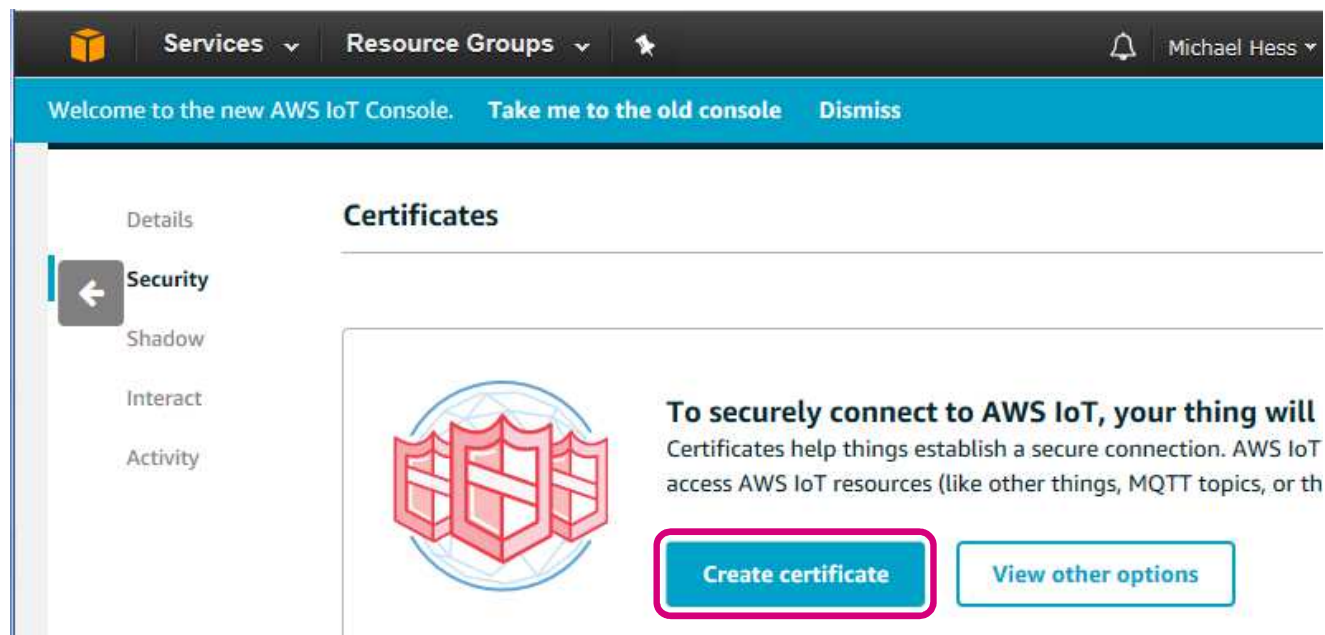 Services Resource Groups Michael Hess
Welcome to the new AWS IoT Console. Take me to the old console Dismiss
Details
Security
Shadow
Interact
Activity
Certificates
To securely connect to AWS IoT, your thing will
Certificates help things establish a secure connection. AWS IoT
access AWS IoT resources (like other things, MQTT topics, or th
Create certificate View other options